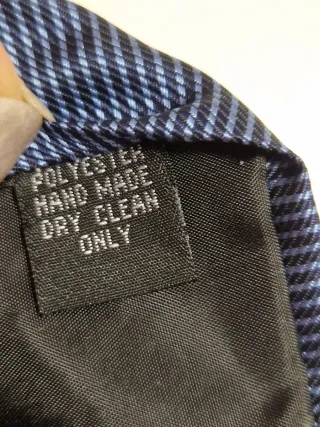 POLYESTER
HAND MADE
DRY CLEAN
ONLY